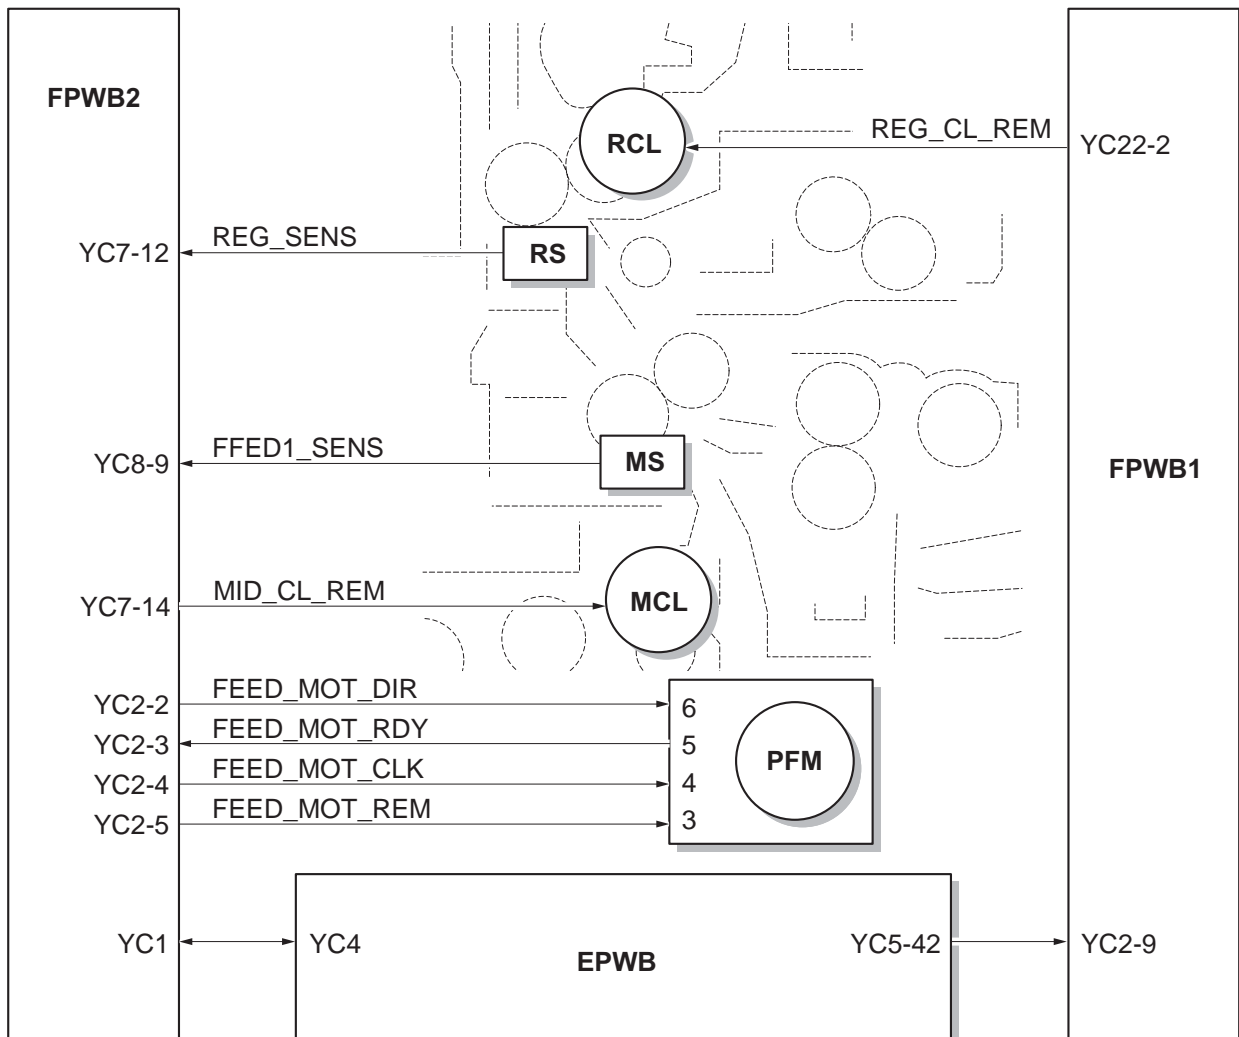 FPWB2
RCL
REG_CL_REM
YC22-2
YC7-12
REG_SENS
RS
YC8-9
FFED1_SENS
MS
FPWB1
YC7-14
MID_CL_REM
MCL
YC2-2
FEED_MOT_DIR
6
YC2-3
FEED_MOT_RDY
5
PFM
YC2-4
FEED_MOT_CLK
4
YC2-5
FEED_MOT_REM
3
YC1
YC4
EPWB
YC5-42
YC2-9